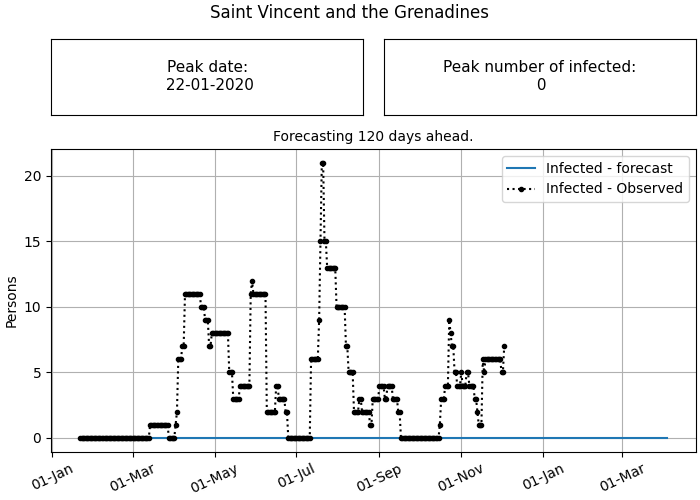 Saint Vincent and the Grenadines
Peak date:
22-01-2020
Peak number of infected:
0
Forecasting 120 days ahead.
Infected - forecast
Infected - Observed
Persons
20
15
10
5
0
01-Jan
01-Mar
01-May
01-Jul
01-Sep
01-Nov
01-Jan
01-Mar